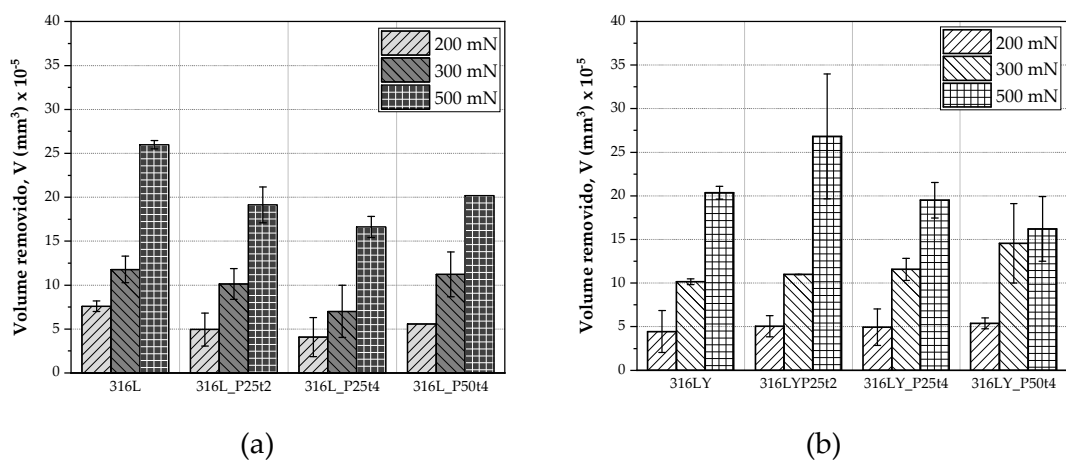 200 mN
300 mN
500 mN
Volume removido, V (mm³) x 10⁻⁵
40
35
30
25
20
15
10
5
0
316L
316L_P25t2
316L_P25t4
316L_P50t4
(a)
200 mN
300 mN
500 mN
Volume removido, V (mm³) x 10⁻⁵
40
35
30
25
20
15
10
5
0
316LY
316LYP25t2
316LY_P25t4
316LY_P50t4
(b)